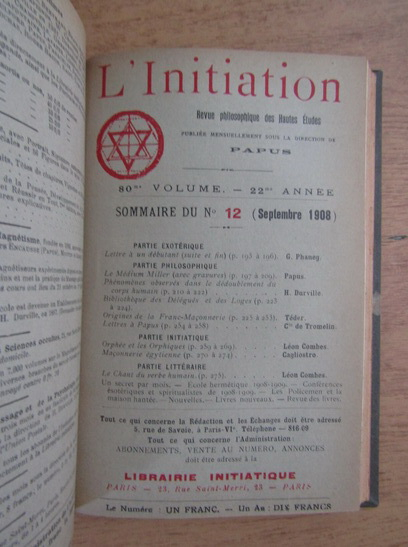 L'Initiation
Revue philosophique des Hautes Études
PUBLIÉE MENSUELLEMENT SOUS LA DIRECTION DE
PAPUS
80me VOLUME. — 22me ANNÉE
SOMMAIRE DU No 12 (Septembre 1908)
PARTIE EXOTÉRIQUE
Lettre à un débutant (suite et fin) (p. 193 à 196). G. Phaneg.
PARTIE PHILOSOPHIQUE
Le Médium Miller (avec gravures) (p. 197 à 209). Papus.
Phénomènes observés dans le dédoublement du
corps humain (p. 210 à 221) H. Durville.
Bibliothèque des Délégués et des Loges (p. 223
à 224).
Origines de la Franc-Maçonnerie (p. 225 à 233). Téder.
Lettres à Papus (p. 234 à 238) Cte de Tromelin.
PARTIE INITIATIQUE
Orphée et les Orphiques (p. 239 à 269). Léon Combes.
Maçonnerie égyptienne (p. 270 à 272). Cagliostro.
PARTIE LITTÉRAIRE
Le Chant du verbe humain (p. 273). Léon Combes.
Un secret par mois. — École hermétique 1908-1909. — Conférences
ésotériques et spiritualistes de 1908-1909. — Les Polichinun et la
maison hantée. — Nouvelles. — Livres nouveaux. — Revue des livres.
Tout ce qui concerne la Rédaction et les Échanges doit être adressé
5, rue de Savoie, à Paris-VIe. Téléphone — 816-09
Tout ce qui concerne l'Administration:
ABONNEMENTS, VENTE AU NUMÉRO, ANNONCES
doit être adressé à la
LIBRAIRIE INITIATIQUE
PARIS — 23, Rue Saint-Merri, 23 — PARIS
Le Numéro: UN FRANC. — Un An: DIX FRANCS